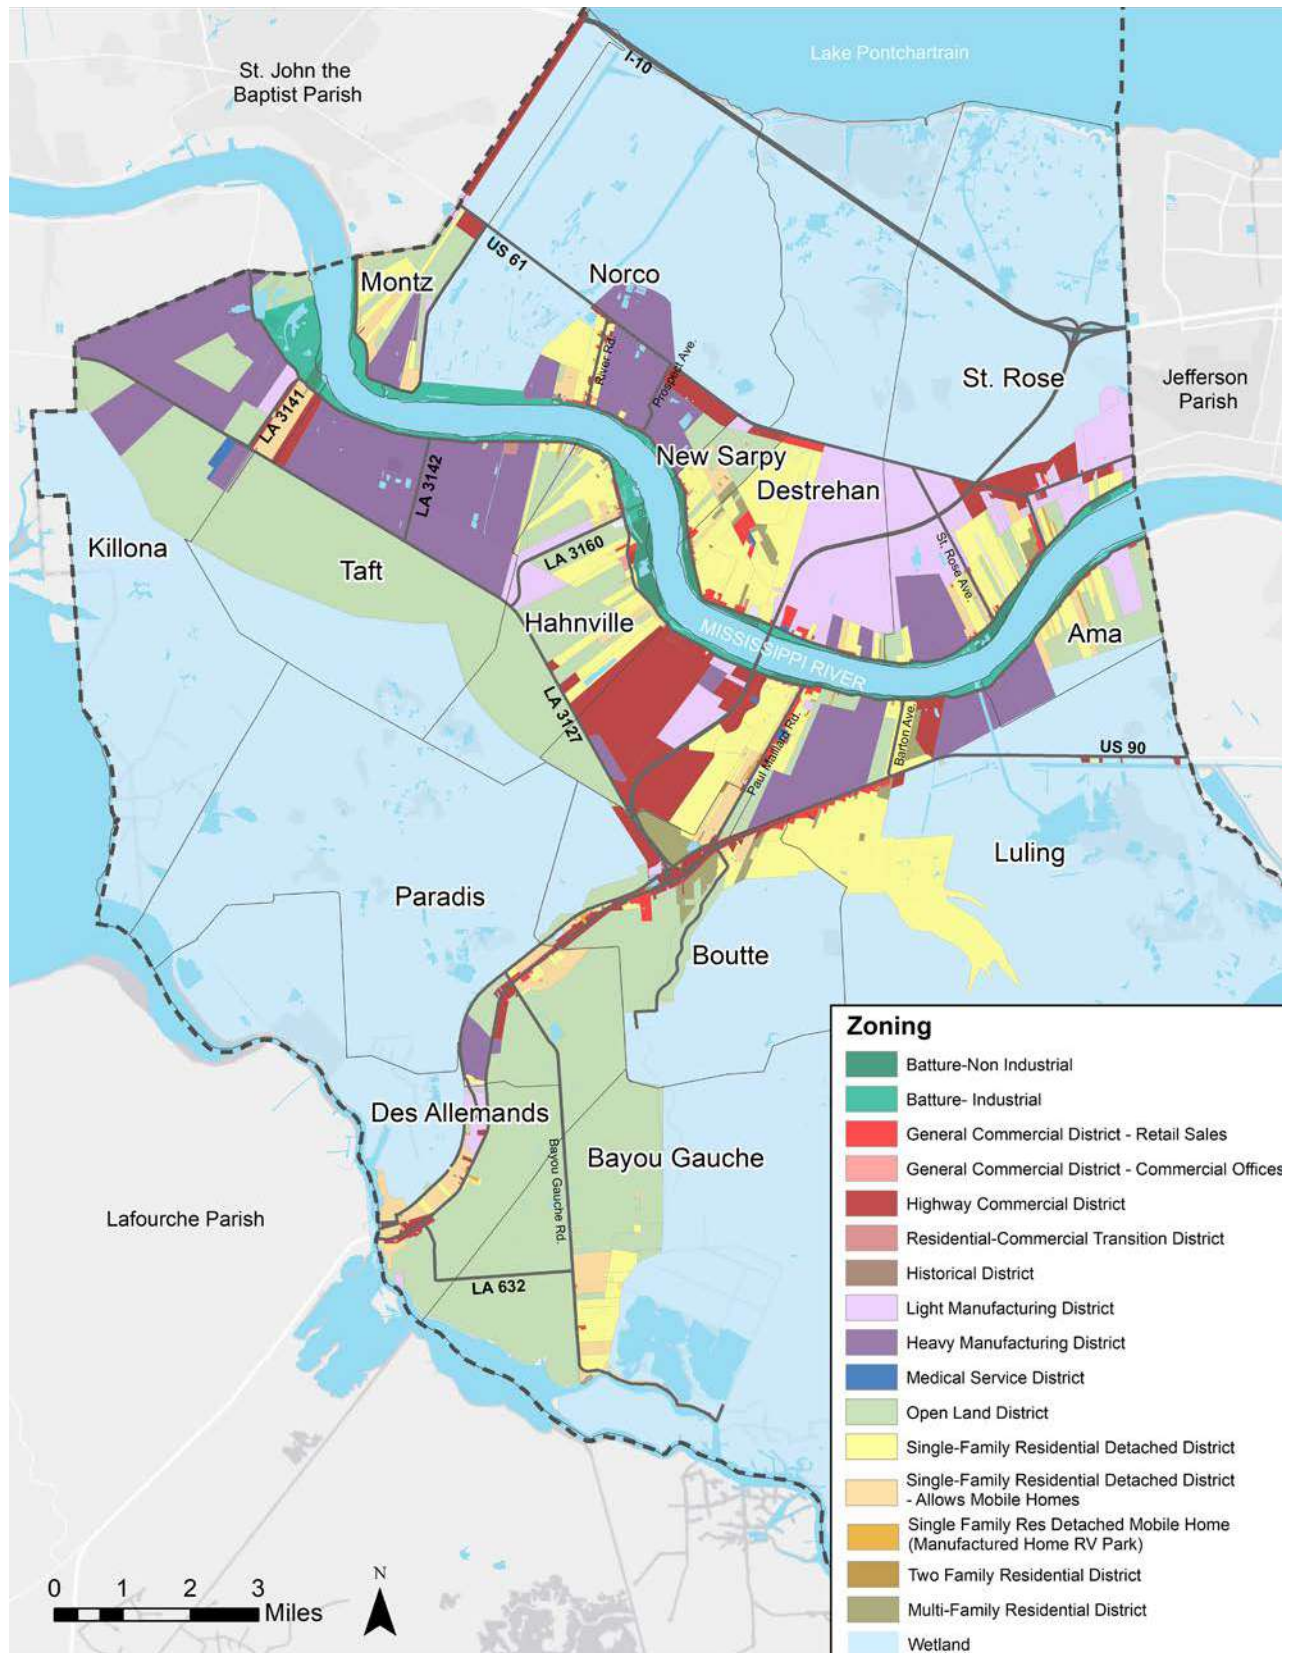 Lake Pontchartrain
St. John the
Baptist Parish
I-10
US 61
Montz
Norco
River Rd.
Prospect Ave.
St. Rose
Jefferson
Parish
LA 3141
LA 3142
New Sarpy
Destrehan
Killona
Taft
LA 3160
St. Rose Ave.
Hahnville
MISSISSIPPI RIVER
Ama
LA 3127
Paul Maillard Rd.
Barton Ave.
US 90
Luling
Paradis
Boutte
Des Allemands
Bayou Gauche Rd.
Bayou Gauche
Lafourche Parish
LA 632
Zoning
Batture-Non Industrial
Batture- Industrial
General Commercial District - Retail Sales
General Commercial District - Commercial Offices
Highway Commercial District
Residential-Commercial Transition District
Historical District
Light Manufacturing District
Heavy Manufacturing District
Medical Service District
Open Land District
Single-Family Residential Detached District
Single-Family Residential Detached District
- Allows Mobile Homes
Single Family Res Detached Mobile Home
(Manufactured Home RV Park)
Two Family Residential District
Multi-Family Residential District
Wetland
N
0 1 2 3
Miles